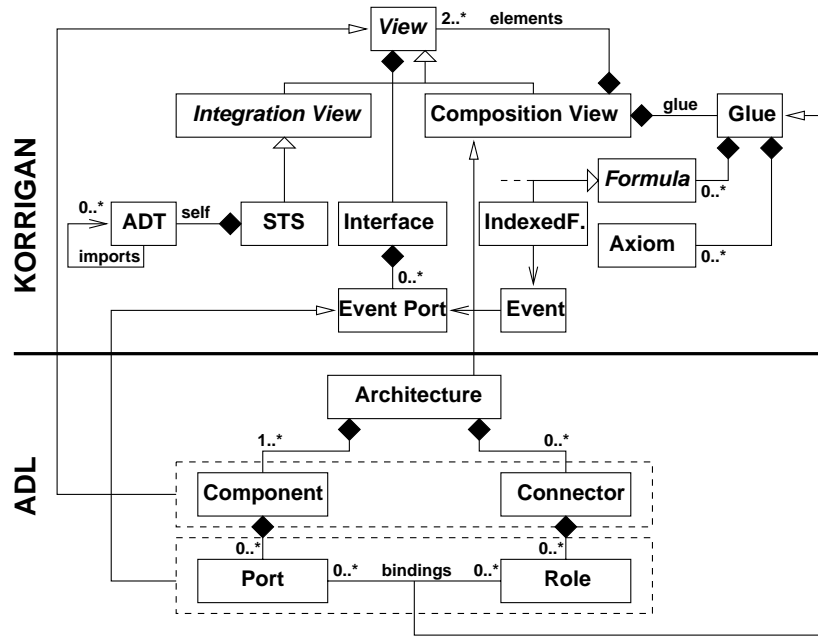 View
2..* elements
Integration View
Composition View
glue
Glue
KORRIGAN
0..*
ADT
self
STS
Interface
IndexedF.
Formula
0..*
imports
Axiom
0..*
0..*
Event Port
Event
ADL
Architecture
1..*
0..*
Component
Connector
0..*
0..*
Port
0..*
bindings
0..*
Role